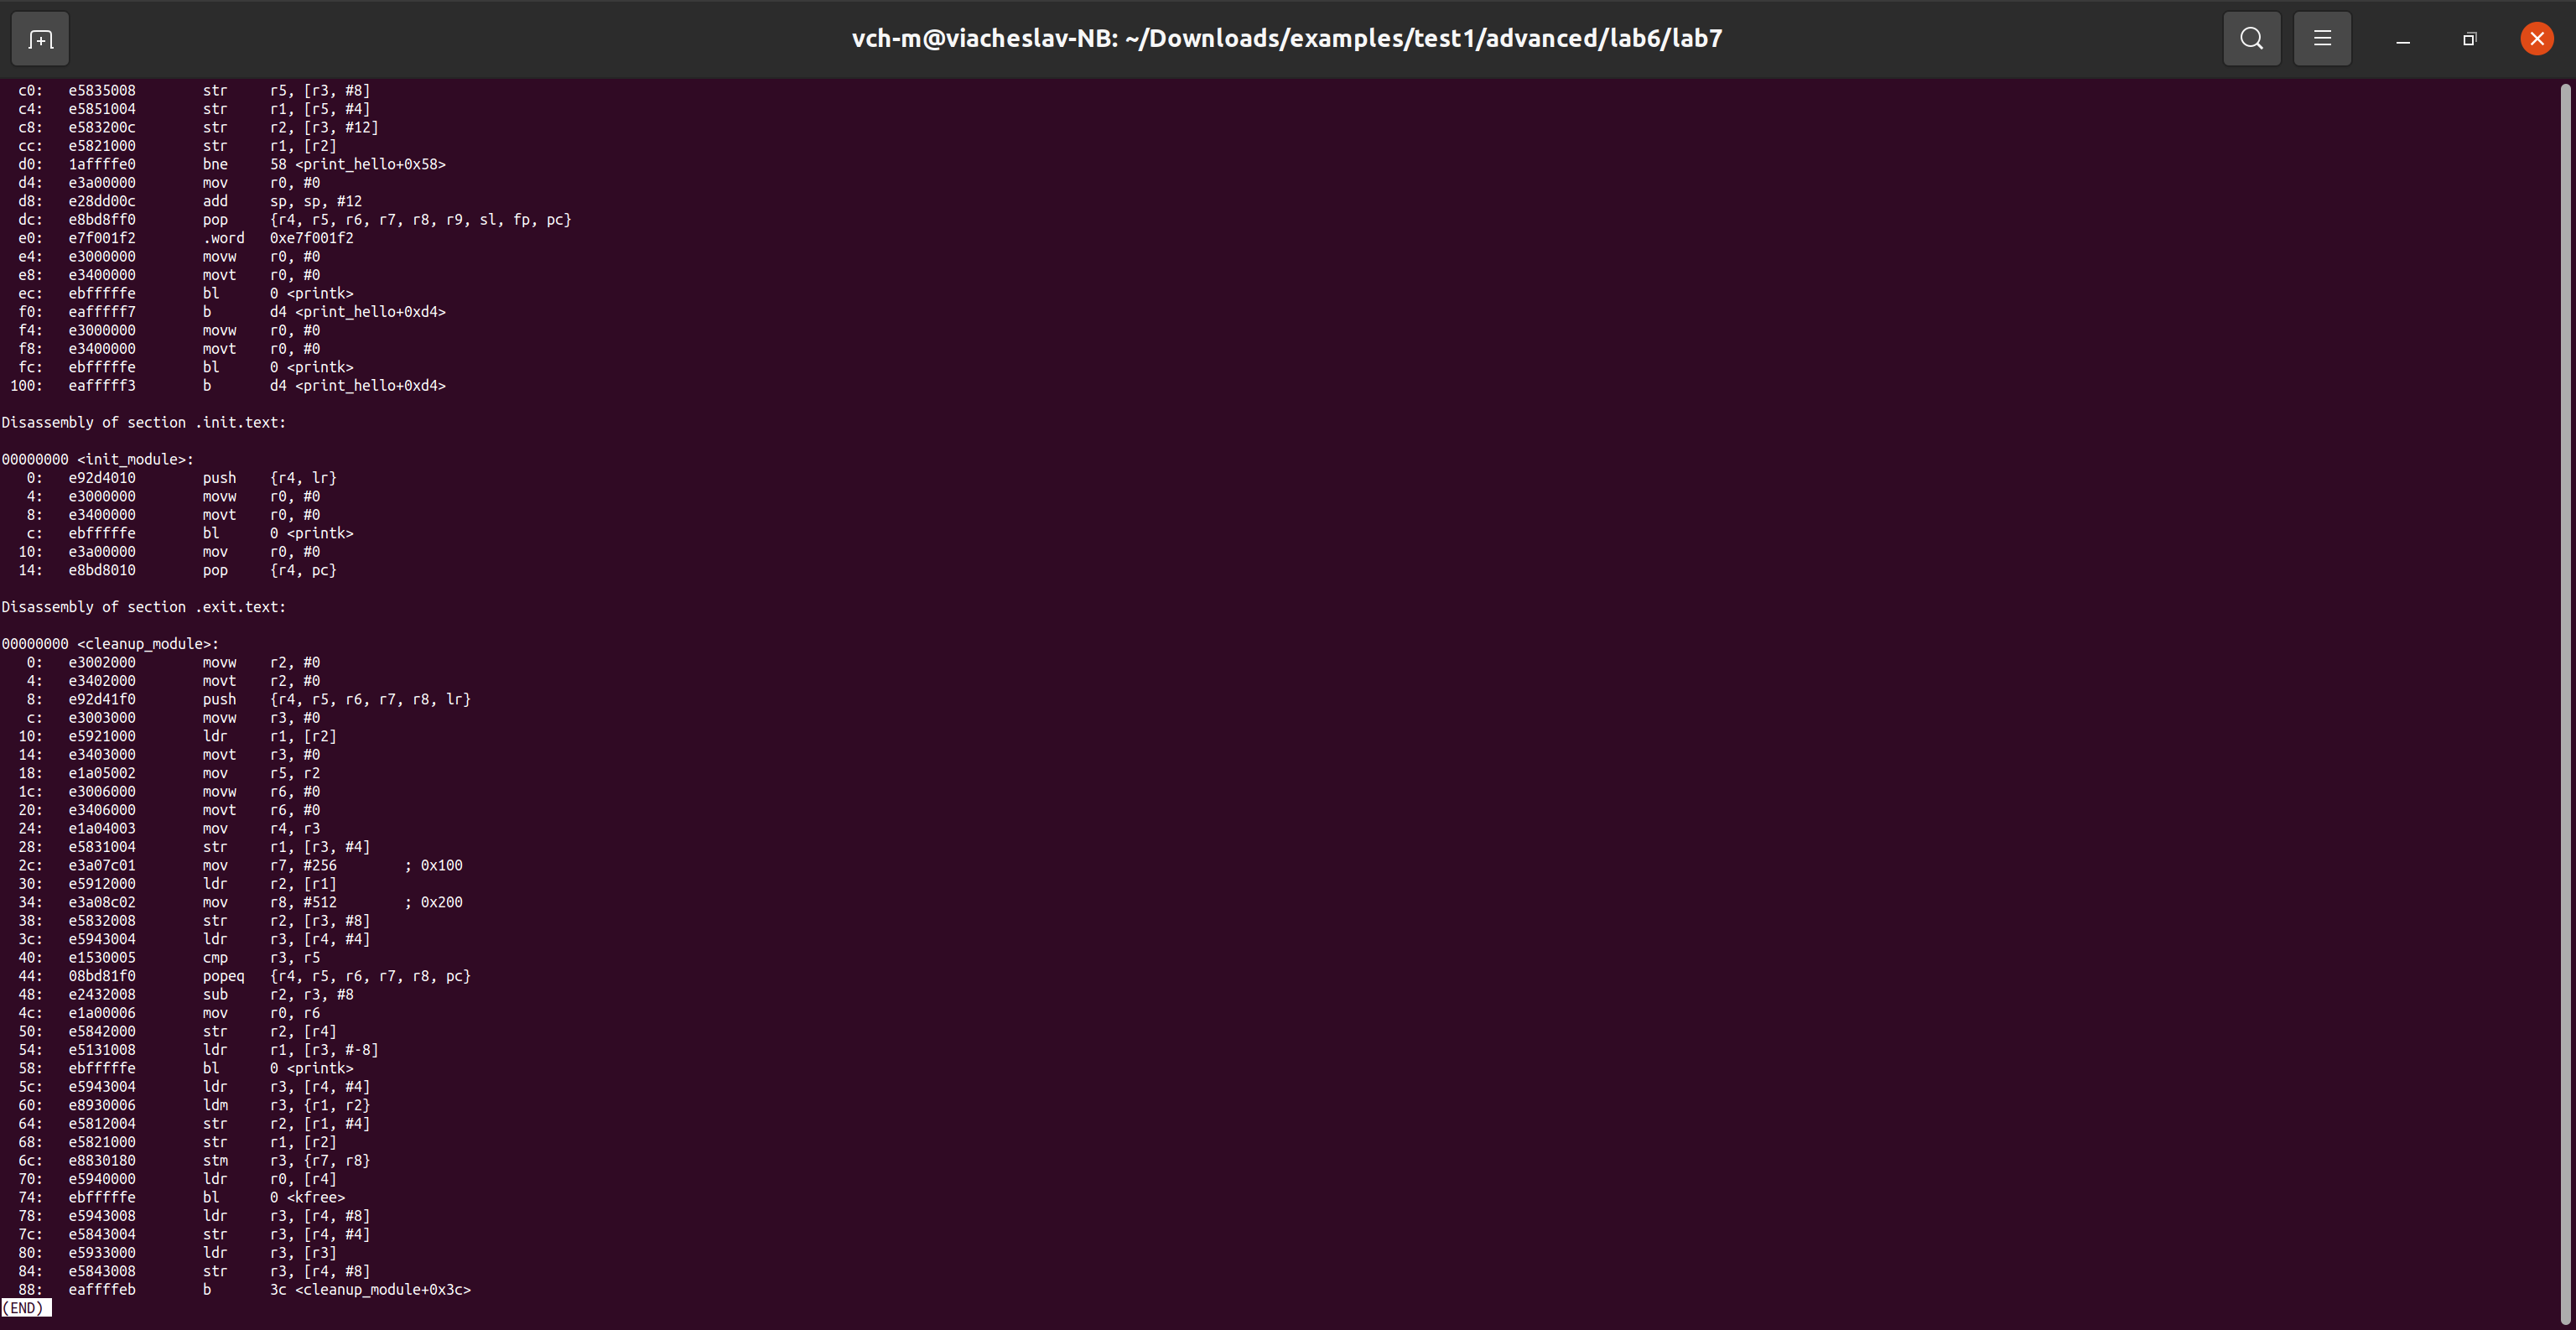 vch-m@viacheslav-NB: ~/Downloads/examples/test1/advanced/lab6/lab7
c0: e5835008 str r5, [r3, #8]
c4: e5851004 str r1, [r5, #4]
c8: e583200c str r2, [r3, #12]
cc: e5821000 str r1, [r2]
d0: 1affffe0 bne 58 <print_hello+0x58>
d4: e3a00000 mov r0, #0
d8: e28dd00c add sp, sp, #12
dc: e8bd8ff0 pop {r4, r5, r6, r7, r8, r9, sl, fp, pc}
e0: e7f001f2 .word 0xe7f001f2
e4: e3000000 movw r0, #0
e8: e3400000 movt r0, #0
ec: ebfffffe bl 0 <printk>
f0: eafffff7 b d4 <print_hello+0xd4>
f4: e3000000 movw r0, #0
f8: e3400000 movt r0, #0
fc: ebfffffe bl 0 <printk>
100: eafffff3 b d4 <print_hello+0xd4>
Disassembly of section .init.text:
00000000 <init_module>:
0: e92d4010 push {r4, lr}
4: e3000000 movw r0, #0
8: e3400000 movt r0, #0
c: ebfffffe bl 0 <printk>
10: e3a00000 mov r0, #0
14: e8bd8010 pop {r4, pc}
Disassembly of section .exit.text:
00000000 <cleanup_module>:
0: e3002000 movw r2, #0
4: e3402000 movt r2, #0
8: e92d41f0 push {r4, r5, r6, r7, r8, lr}
c: e3003000 movw r3, #0
10: e5921000 ldr r1, [r2]
14: e3403000 movt r3, #0
18: e1a05002 mov r5, r2
1c: e3006000 movw r6, #0
20: e3406000 movt r6, #0
24: e1a04003 mov r4, r3
28: e5831004 str r1, [r3, #4]
2c: e3a07c01 mov r7, #256 ; 0x100
30: e5912000 ldr r2, [r1]
34: e3a08c02 mov r8, #512 ; 0x200
38: e5832008 str r2, [r3, #8]
3c: e5943004 ldr r3, [r4, #4]
40: e1530005 cmp r3, r5
44: 08bd81f0 popeq {r4, r5, r6, r7, r8, pc}
48: e2432008 sub r2, r3, #8
4c: e1a00006 mov r0, r6
50: e5842000 str r2, [r4]
54: e5131008 ldr r1, [r3, #-8]
58: ebfffffe bl 0 <printk>
5c: e5943004 ldr r3, [r4, #4]
60: e8930006 ldm r3, {r1, r2}
64: e5812004 str r2, [r1, #4]
68: e5821000 str r1, [r2]
6c: e8830180 stm r3, {r7, r8}
70: e5940000 ldr r0, [r4]
74: ebfffffe bl 0 <kfree>
78: e5943008 ldr r3, [r4, #8]
7c: e5843004 str r3, [r4, #4]
80: e5933000 ldr r3, [r3]
84: e5843008 str r3, [r4, #8]
88: eaffffeb b 3c <cleanup_module+0x3c>
(END)